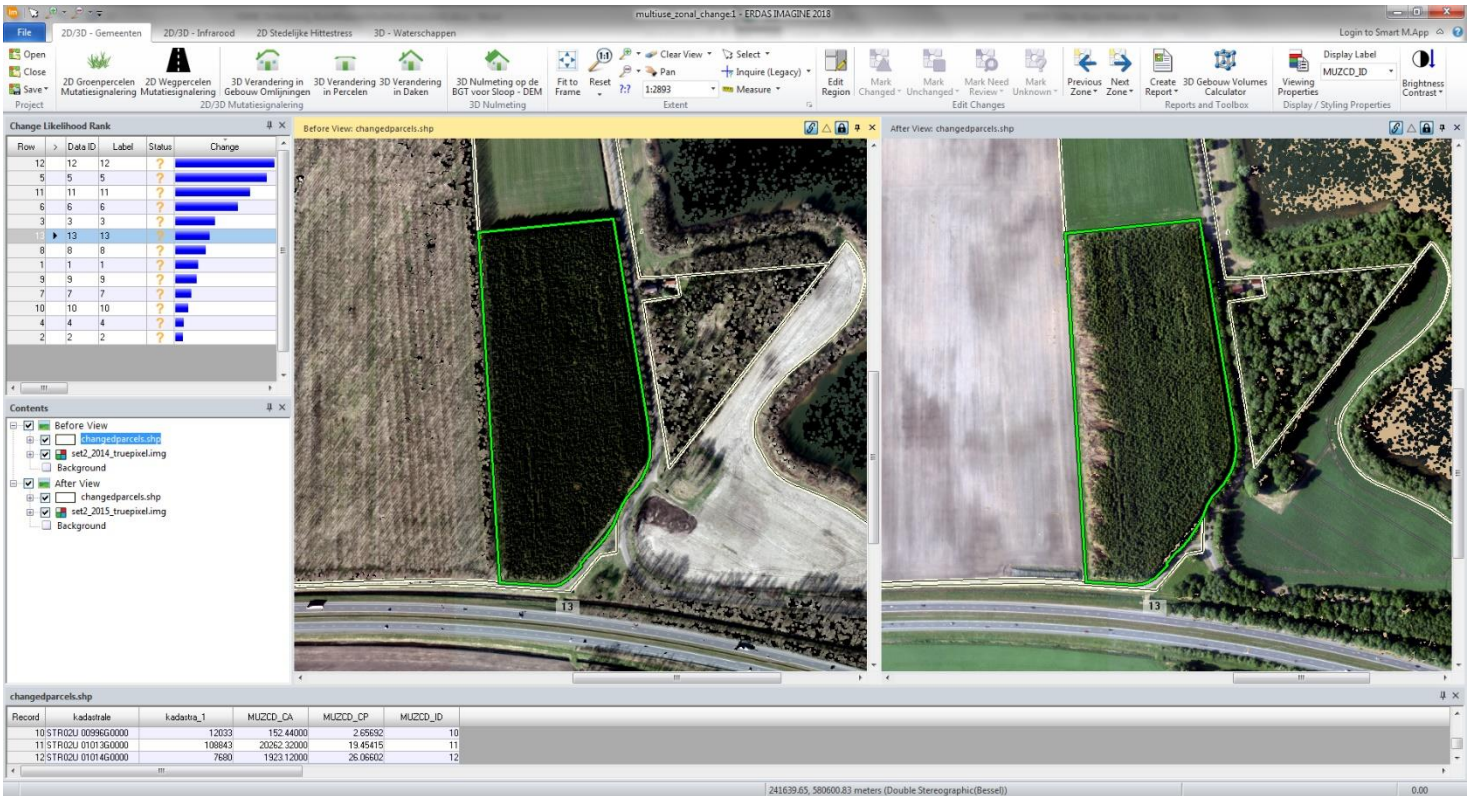 multiuse_zonal_change:1 - ERDAS IMAGINE 2018
File 2D/3D - Gemeenten 2D/3D - Infrarood 2D Stedelijke Hittestress 3D - Waterschappen Login to Smart M.App
Open
Close
Save
Project
2D Groenpercelen Mutatiesignalering
2D Wegpercelen Mutatiesignalering
3D Verandering in Gebouw Omlijningen
3D Verandering in Percelen
3D Verandering in Daken
2D/3D Mutatiesignalering
3D Nulmeting op de BGT voor Sloop - DEM
3D Nulmeting
Fit to Frame
1:1
Reset
?:?
Clear View
Pan
1:2893
Select
Inquire (Legacy)
Measure
Extent
Edit Region
Mark Changed
Mark Unchanged
Mark Need Review
Mark Unknown
Previous Zone
Next Zone
Edit Changes
Create Report
3D Gebouw Volumes Calculator
Reports and Toolbox
Viewing Properties
Display Label
MUZCD_ID
Brightness Contrast
Display / Styling Properties
Change Likelihood Rank
Row > Data ID Label Status Change
12 12 12 ?
5 5 5 ?
11 11 11 ?
6 6 6 ?
3 3 3 ?
13 13 13 ?
8 8 8 ?
1 1 1 ?
9 9 9 ?
7 7 7 ?
10 10 10 ?
4 4 4 ?
2 2 2 ?
Contents
Before View
changedparcels.shp
set2_2014_truepixel.img
Background
After View
changedparcels.shp
set2_2015_truepixel.img
Background
Before View: changedparcels.shp
13
After View: changedparcels.shp
13
changedparcels.shp
Record kadastrale kadastra_1 MUZCD_CA MUZCD_CP MUZCD_ID
10 STR02U 00996G0000 12033 152.44000 2.65692 10
11 STR02U 01013G0000 108843 20262.32000 19.45415 11
12 STR02U 01014G0000 7680 1923.12000 26.06602 12
241639.65, 580600.83 meters (Double Stereographic(Bessel)) 0.00